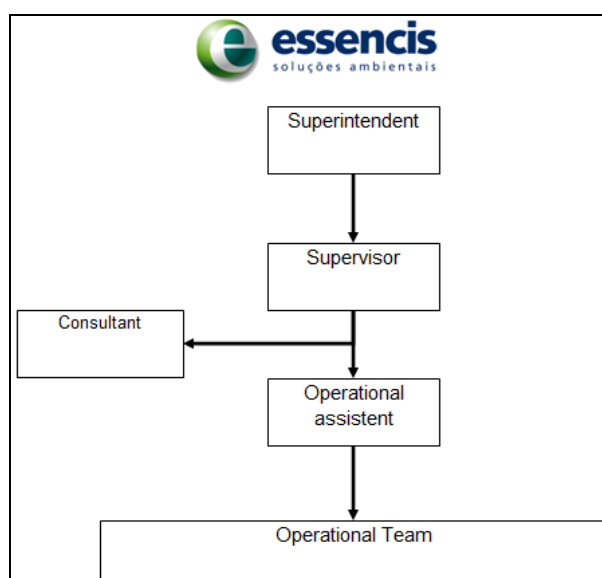 essencis
soluções ambientais
Superintendent
Supervisor
Consultant
Operational
assistent
Operational Team